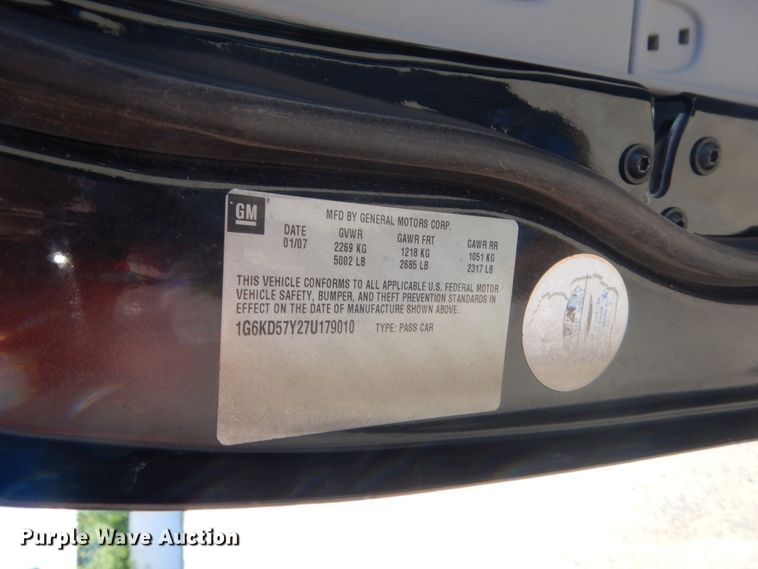 GM
MFD BY GENERAL MOTORS CORP.
DATE GVWR GAWR FRT GAWR RR
01/07 2269 KG 1218 KG 1051 KG
5002 LB 2685 LB 2317 LB
THIS VEHICLE CONFORMS TO ALL APPLICABLE U.S. FEDERAL MOTOR
VEHICLE SAFETY, BUMPER, AND THEFT PREVENTION STANDARDS IN
EFFECT ON THE DATE OF MANUFACTURE SHOWN ABOVE.
1G6KD57Y27U179010 TYPE: PASS CAR
Purple Wave Auction